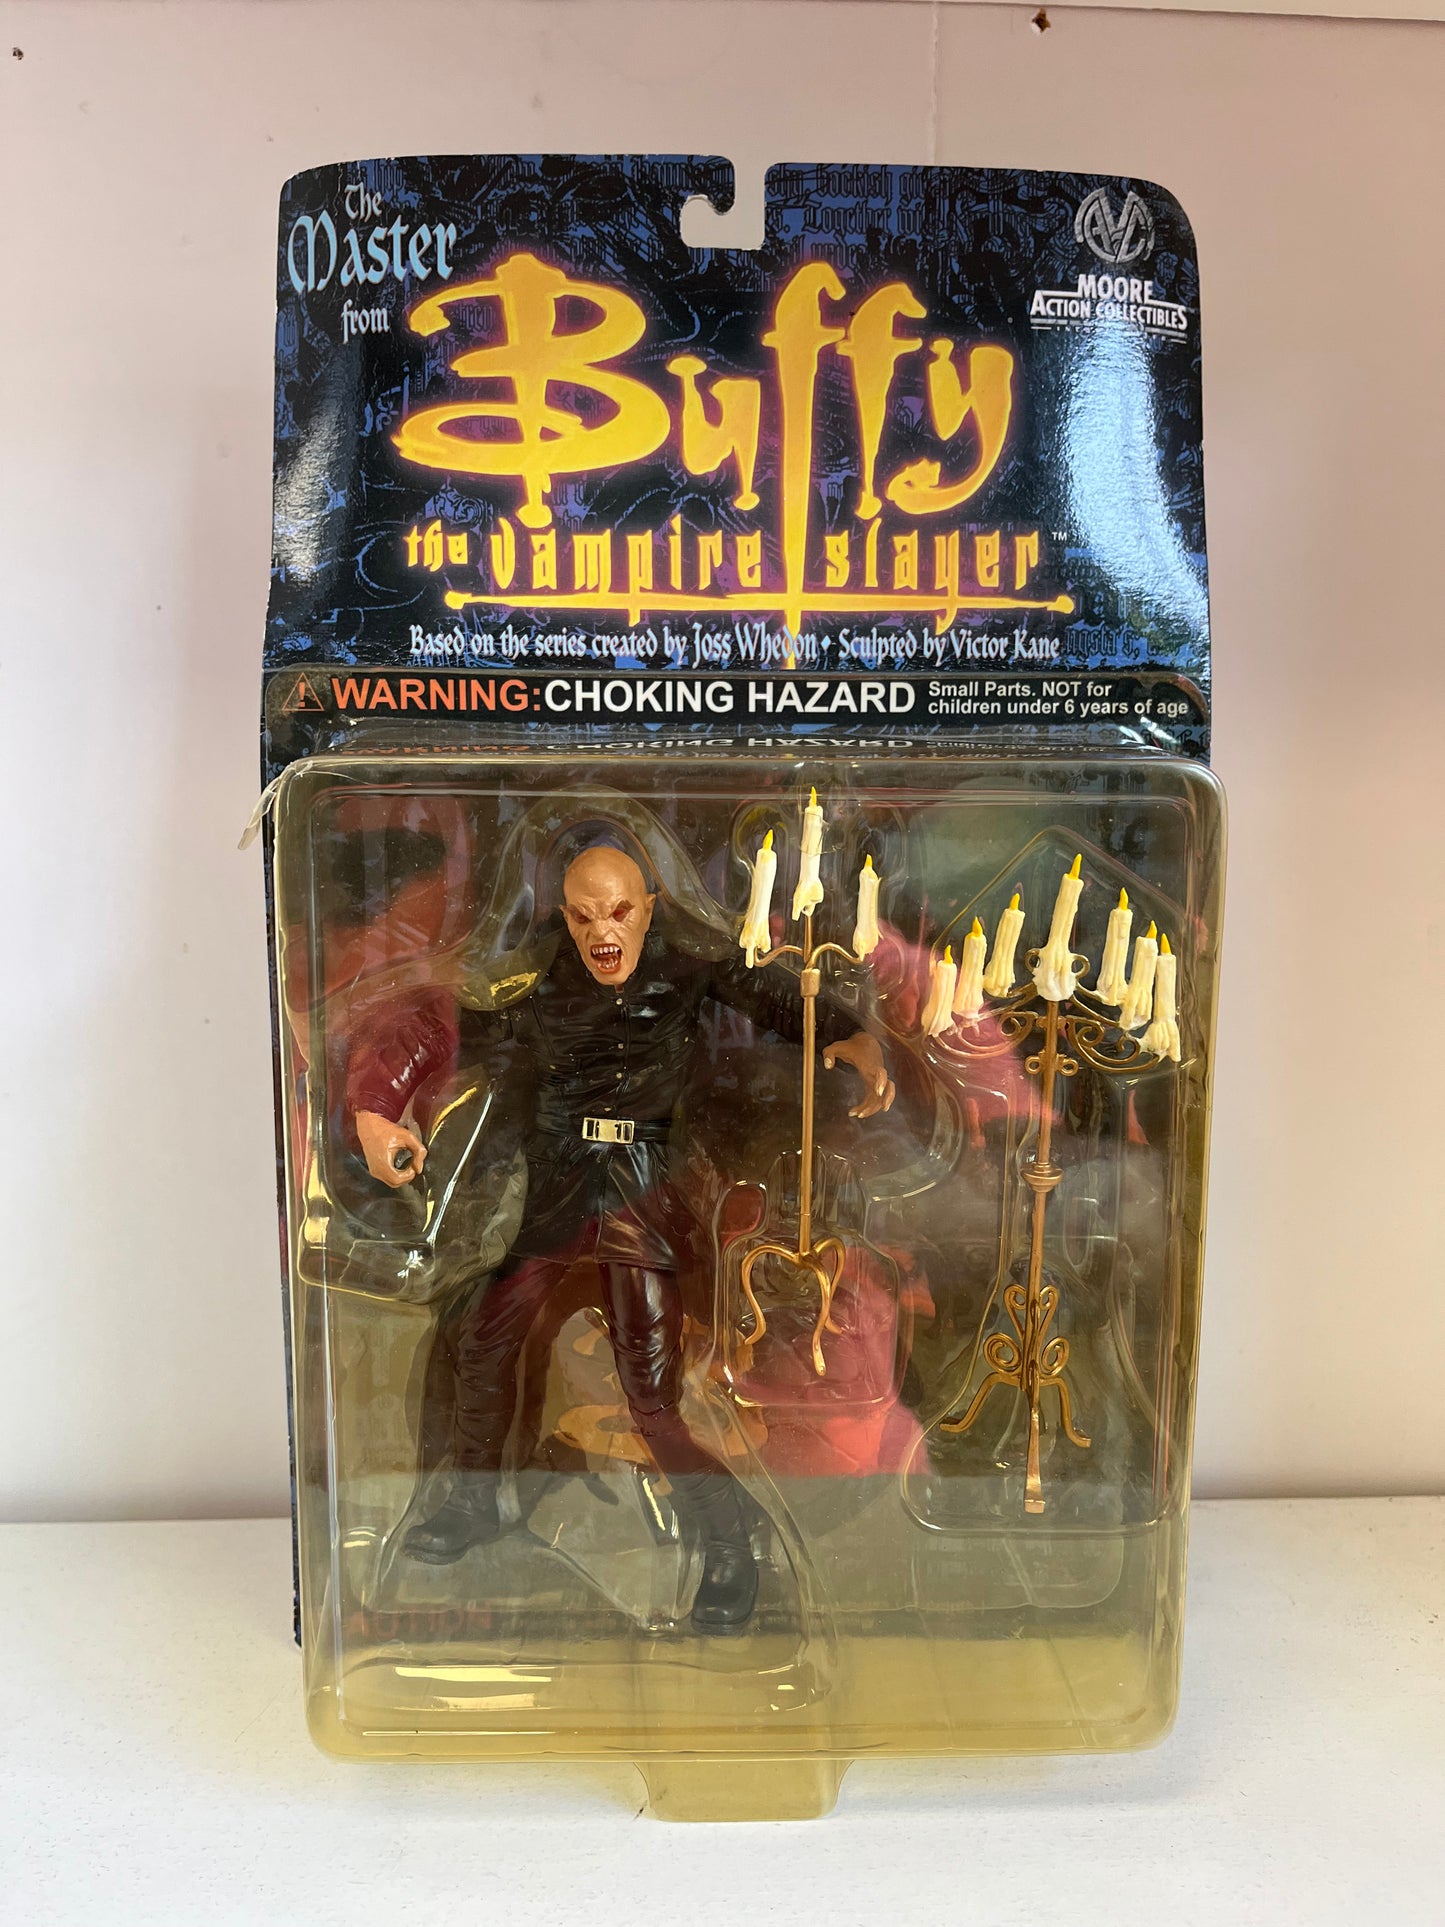 The
Master
from
MOORE
ACTION COLLECTIBLES
Buffy
the vampire slayer ™
Based on the series created by Joss Whedon • Sculpted by Victor Kane
WARNING: CHOKING HAZARD
Small Parts. NOT for
children under 6 years of age